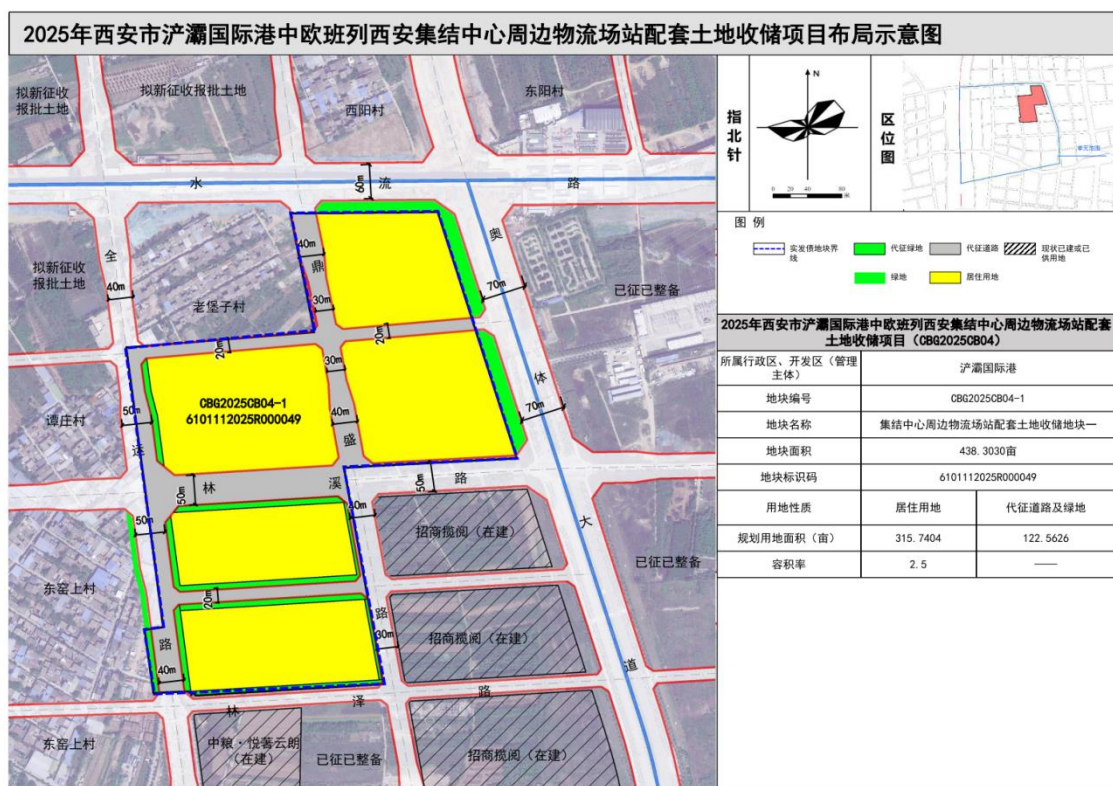 2025年西安市浐灞国际港中欧班列西安集结中心周边物流场站配套土地收储项目布局示意图
拟新征收
报批土地
拟新征收报批土地
西阳村
东阳村
水
流
路
60m
全
40m
拟新征收
报批土地
老堡子村
40m
鼎
30m
奥
70m
已征已整备
20m
20m
30m
体
CBG2025CB04-1
6101112025R000049
谭庄村
50m
运
40m
盛
70m
林
溪
路
50m
50m
50m
40m
大
招商揽阅（在建）
已征已整备
东窑上村
20m
路
招商揽阅（在建）
30m
路
40m
道
林
泽
路
东窑上村
中粮·悦著云朗
（在建）
已征已整备
招商揽阅（在建）
指北针
N
0 20 40 80
m
区位图
图 例
实发债地块界线
代征绿地
代征道路
现状已建或已供用地
绿地
居住用地
2025年西安市浐灞国际港中欧班列西安集结中心周边物流场站配套
土地收储项目（CBG2025CB04）
所属行政区、开发区（管理
主体）
浐灞国际港
地块编号
CBG2025CB04-1
地块名称
集结中心周边物流场站配套土地收储地块一
地块面积
438.3030亩
地块标识码
6101112025R000049
用地性质
居住用地
代征道路及绿地
规划用地面积（亩）
315.7404
122.5626
容积率
2.5
——